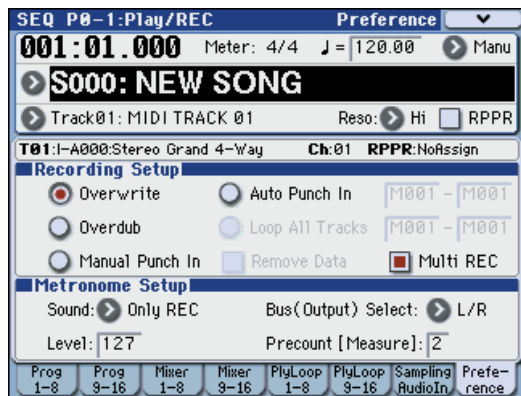 SEQ P0-1:Play/REC Preference
001:01.000 Meter: 4/4 ♩= 120.00 Manu
S000: NEW SONG
Track01: MIDI TRACK 01 Reso: Hi RPPR
T01:I-A000:Stereo Grand 4-Way Ch:01 RPPR:NoAssign
Recording Setup
Overwrite Auto Punch In M001 - M001
Overdub Loop All Tracks M001 - M001
Manual Punch In Remove Data Multi REC
Metronome Setup
Sound: Only REC Bus(Output) Select: L/R
Level: 127 Precount [Measure]: 2
Prog Prog Mixer Mixer PlyLoop PlyLoop Sampling Prefe-
1-8 9-16 1-8 9-16 1-8 9-16 AudioIn rence